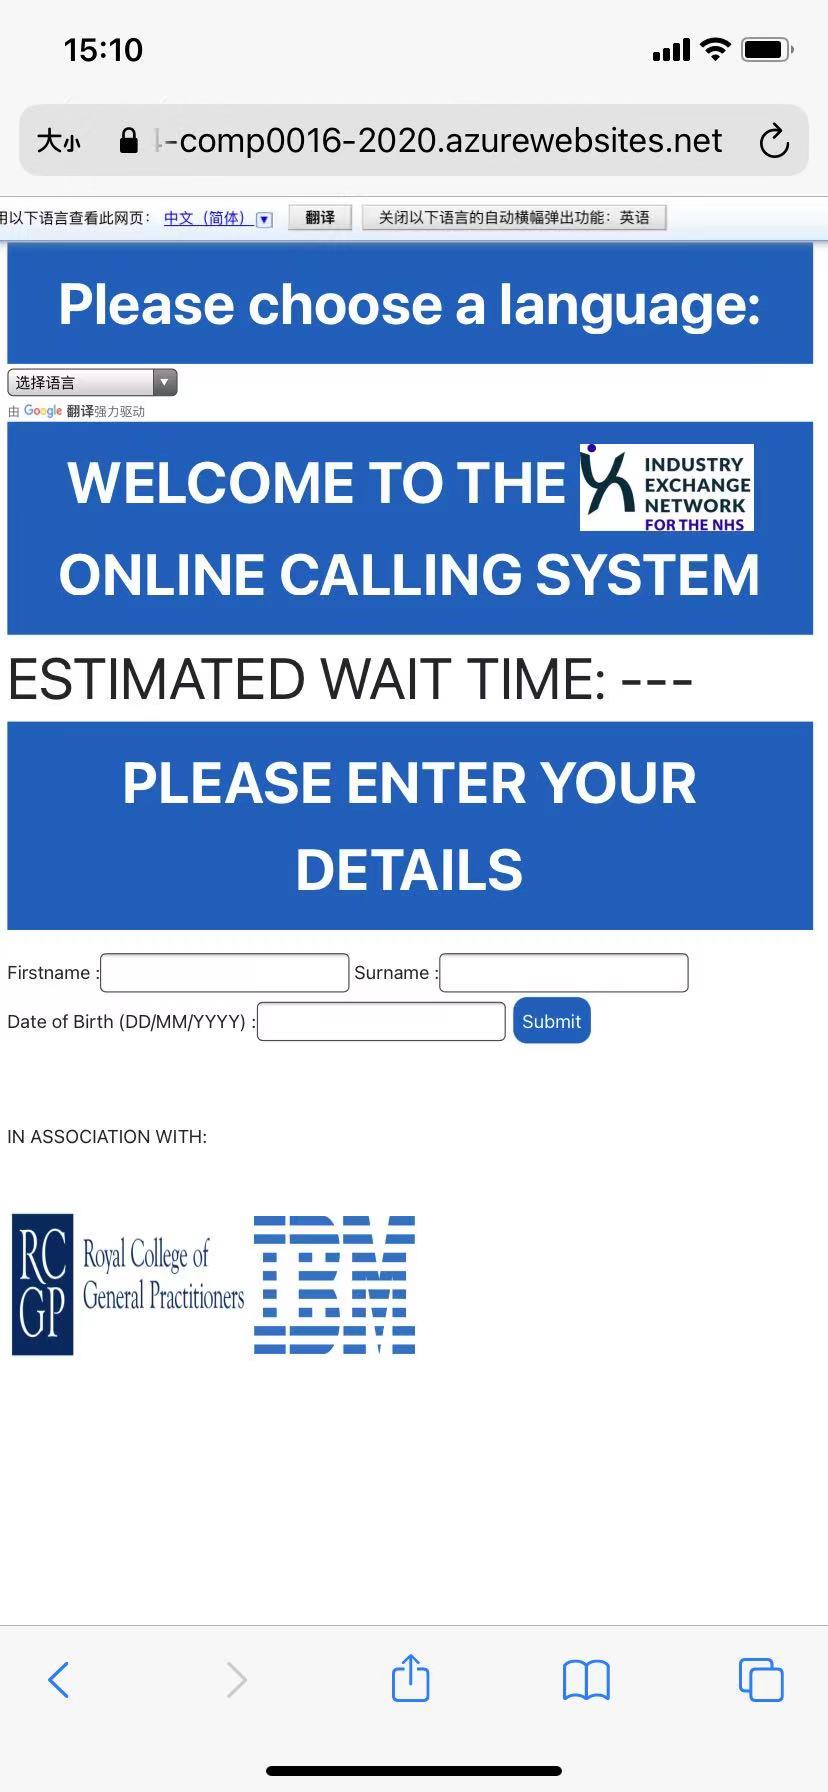 15:10
大小 -comp0016-2020.azurewebsites.net
用以下语言查看此网页： 中文（简体） 翻译 关闭以下语言的自动横幅弹出功能：英语
Please choose a language:
选择语言
由 Google 翻译强力驱动
WELCOME TO THE
INDUSTRY
EXCHANGE
NETWORK
FOR THE NHS
ONLINE CALLING SYSTEM
ESTIMATED WAIT TIME: ---
PLEASE ENTER YOUR
DETAILS
Firstname : Surname :
Date of Birth (DD/MM/YYYY) : Submit
IN ASSOCIATION WITH:
RC
GP
Royal College of
General Practitioners
IBM